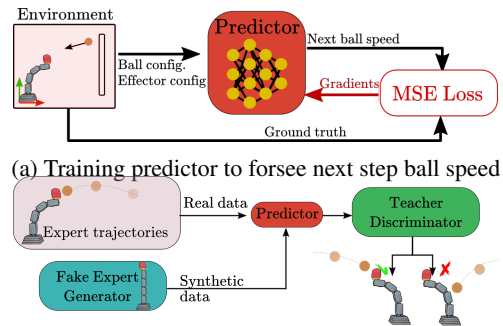 Environment
Predictor
Next ball speed
Ball config.
Effector config
Gradients
MSE Loss
Ground truth
(a) Training predictor to forsee next step ball speed
Expert trajectories
Real data
Predictor
Teacher
Discriminator
Fake Expert
Generator
Synthetic
data